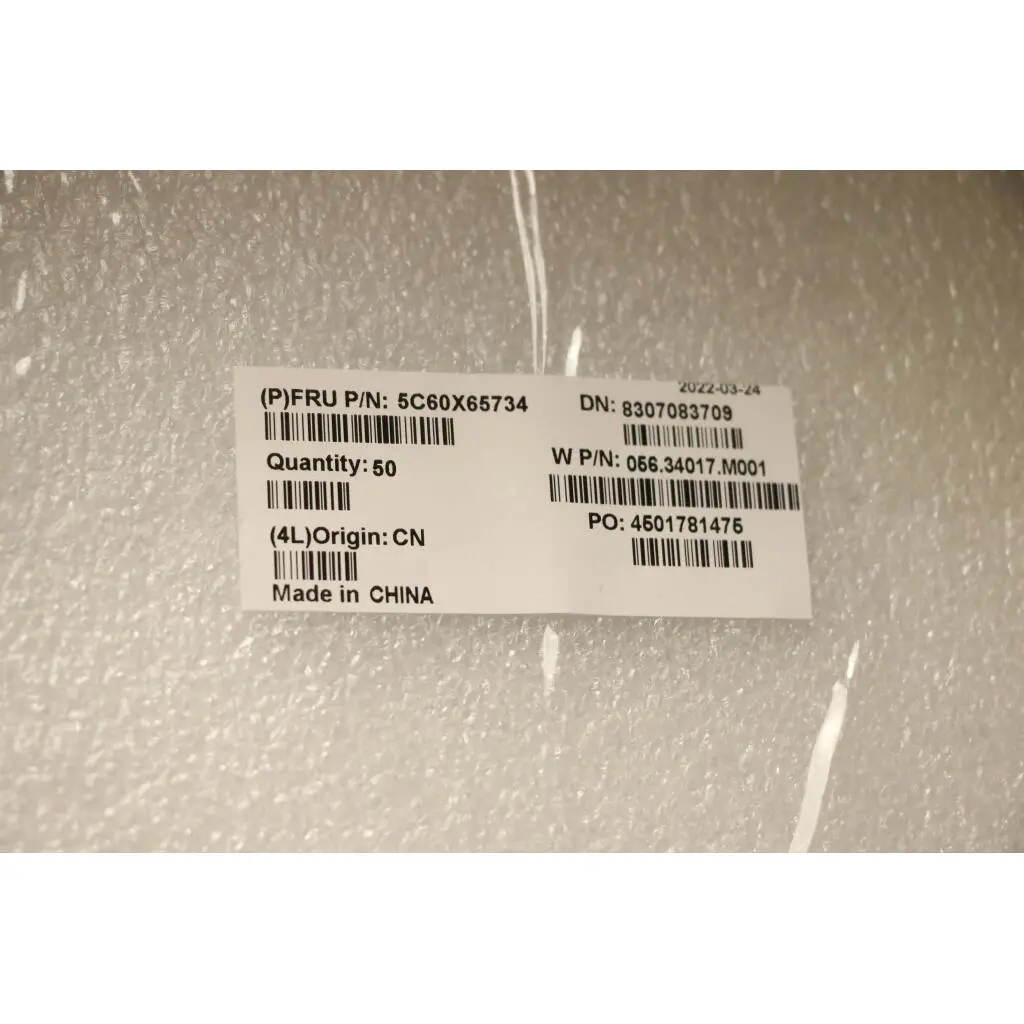 (P)FRU P/N: 5C60X65734
Quantity: 50
(4L)Origin: CN
Made in CHINA
2022-03-24
DN: 8307083709
W P/N: 056.34017.M001
PO: 4501781475